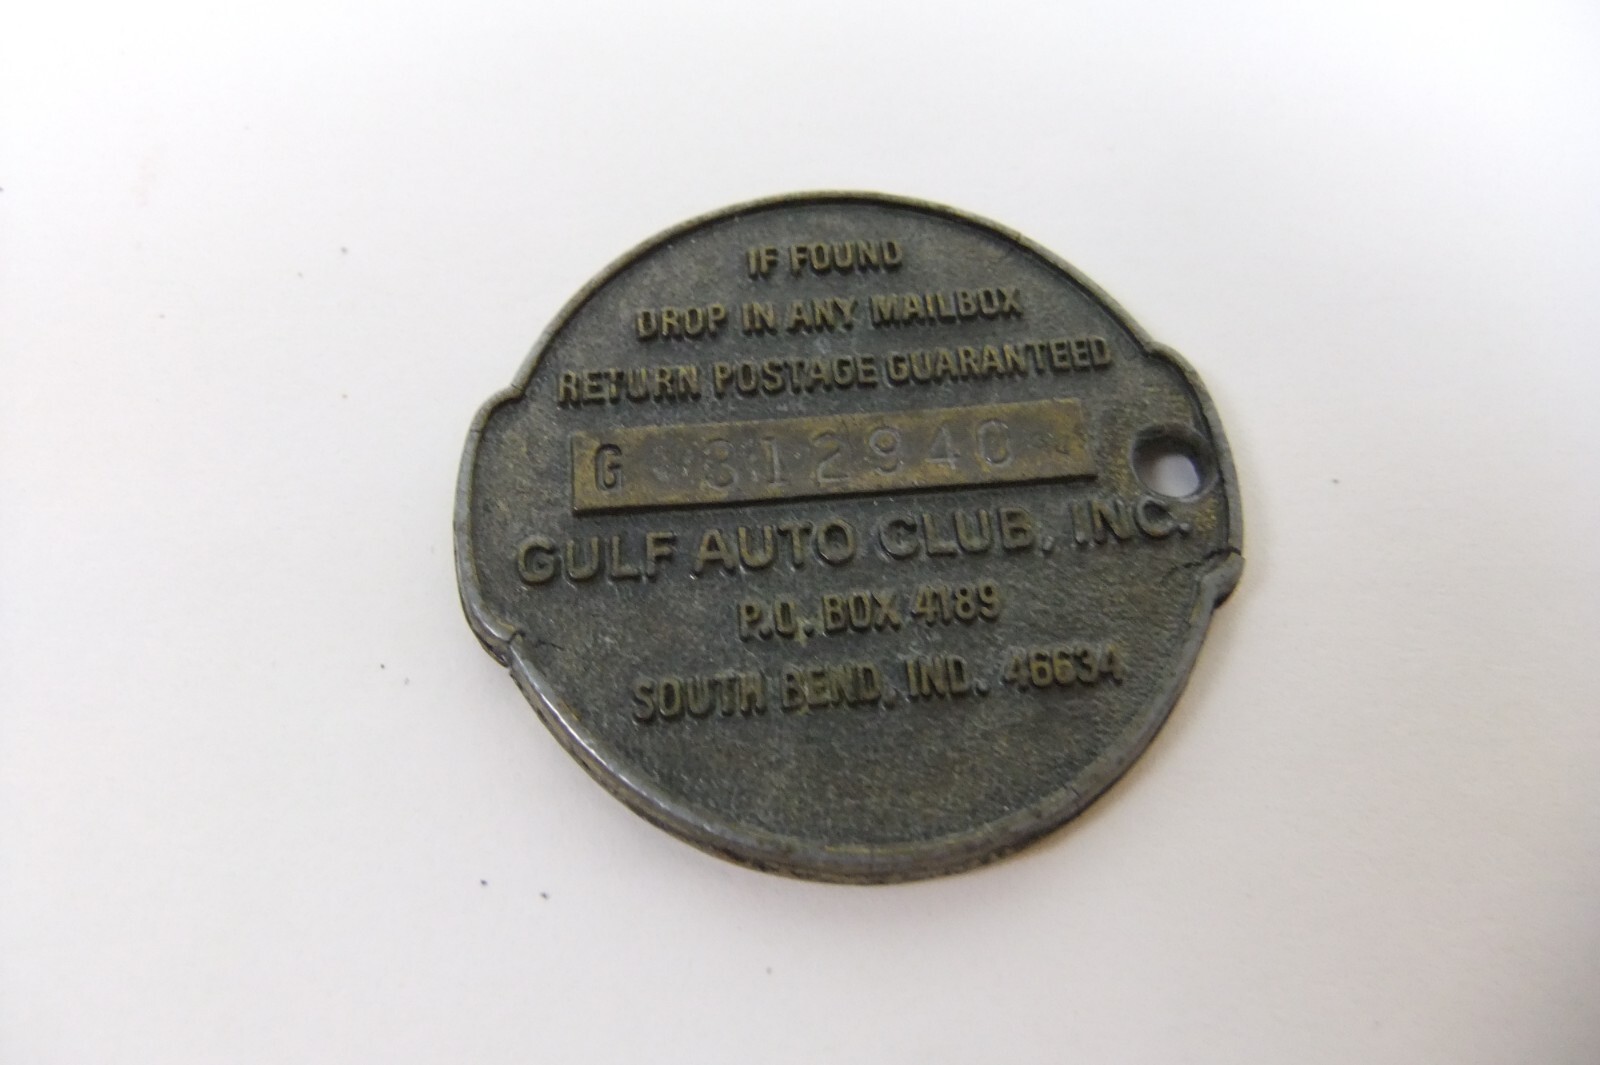 IF FOUND
DROP IN ANY MAILBOX
RETURN POSTAGE GUARANTEED
G 812940
GULF AUTO CLUB, INC.
P.O. BOX 4189
SOUTH BEND, IND. 46634